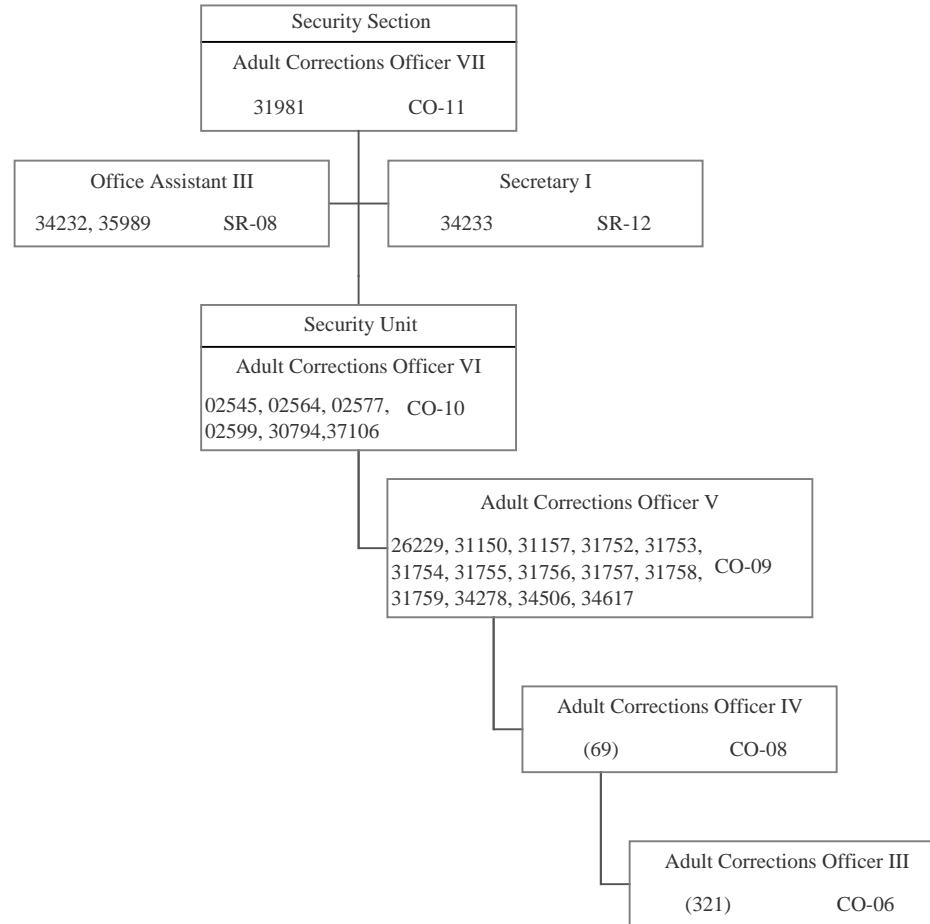 Security Section
Adult Corrections Officer VII
31981 CO-11
Office Assistant III
34232, 35989 SR-08
Secretary I
34233 SR-12
Security Unit
Adult Corrections Officer VI
02545, 02564, 02577, CO-10
02599, 30794,37106
Adult Corrections Officer V
26229, 31150, 31157, 31752, 31753,
31754, 31755, 31756, 31757, 31758, CO-09
31759, 34278, 34506, 34617
Adult Corrections Officer IV
(69) CO-08
Adult Corrections Officer III
(321) CO-06